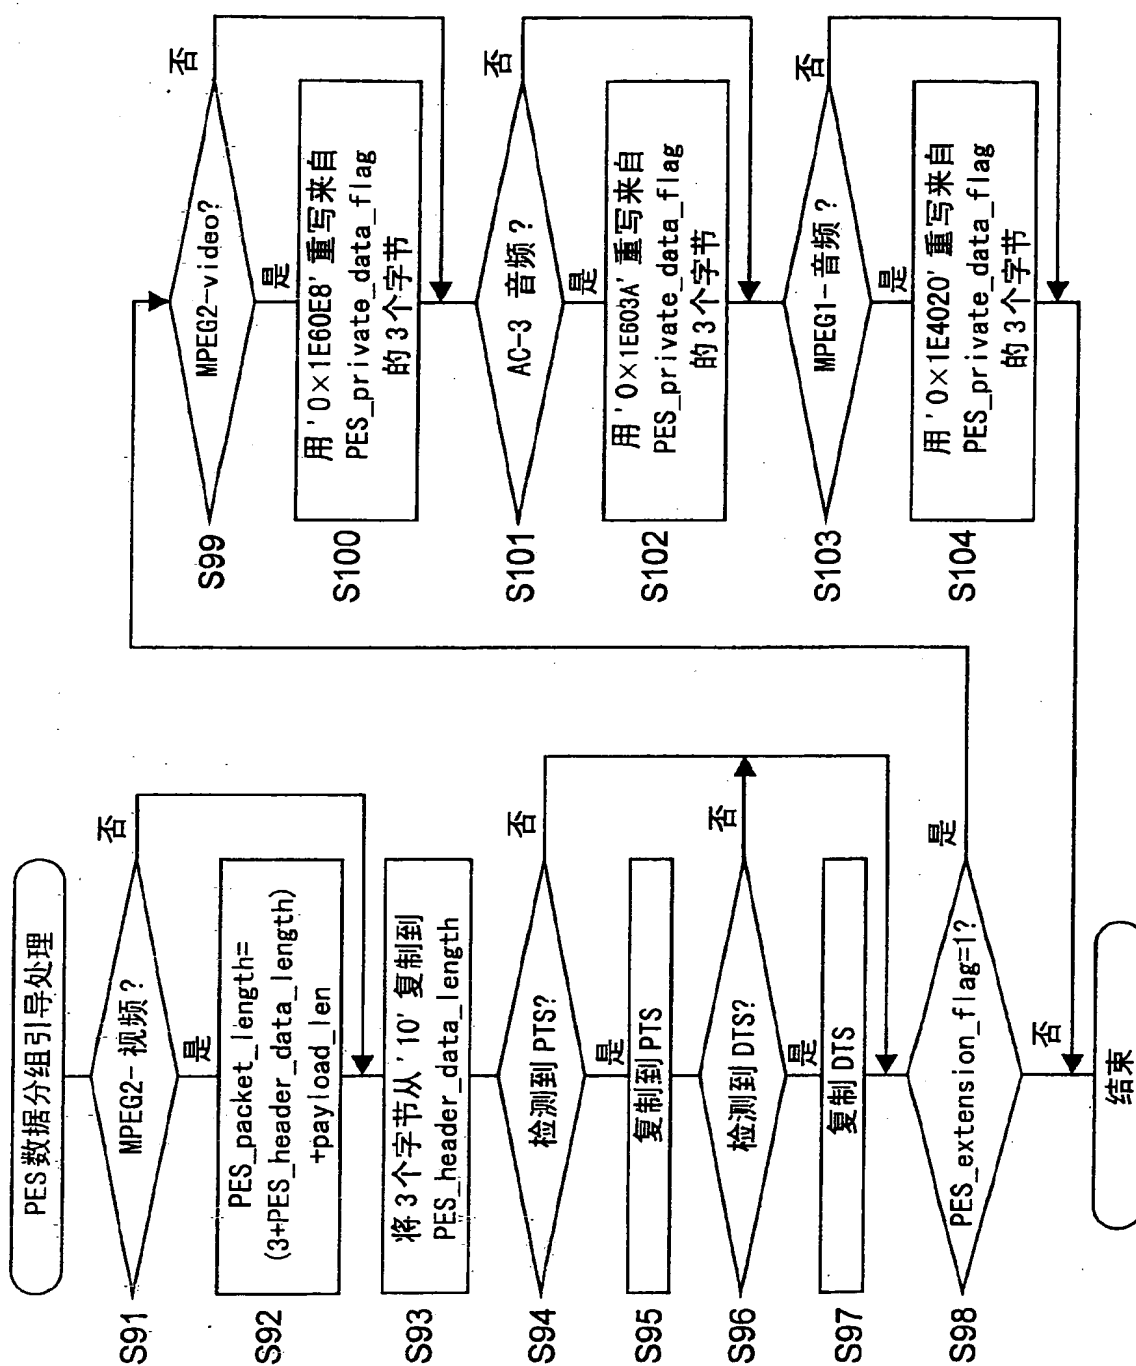 PES数据分组引导处理
S91
MPEG2-视频?
否
是
S92
PES_packet_length=
(3+PES_header_data_length)
+payload_len
S93
将3个字节从'10'复制到
PES_header_data_length
S94
检测到PTS?
否
是
S95
复制到PTS
S96
检测到DTS?
否
是
S97
复制DTS
S98
PES_extension_flag=1?
是
否
结束
S99
MPEG2-video?
否
是
S100
用'0×1E60E8'重写来自
PES_private_data_flag
的3个字节
S101
AC-3 音频?
否
是
S102
用'0×1E603A'重写来自
PES_private_data_flag
的3个字节
S103
MPEG1-音频?
否
是
S104
用'0×1E4020'重写来自
PES_private_data_flag
的3个字节